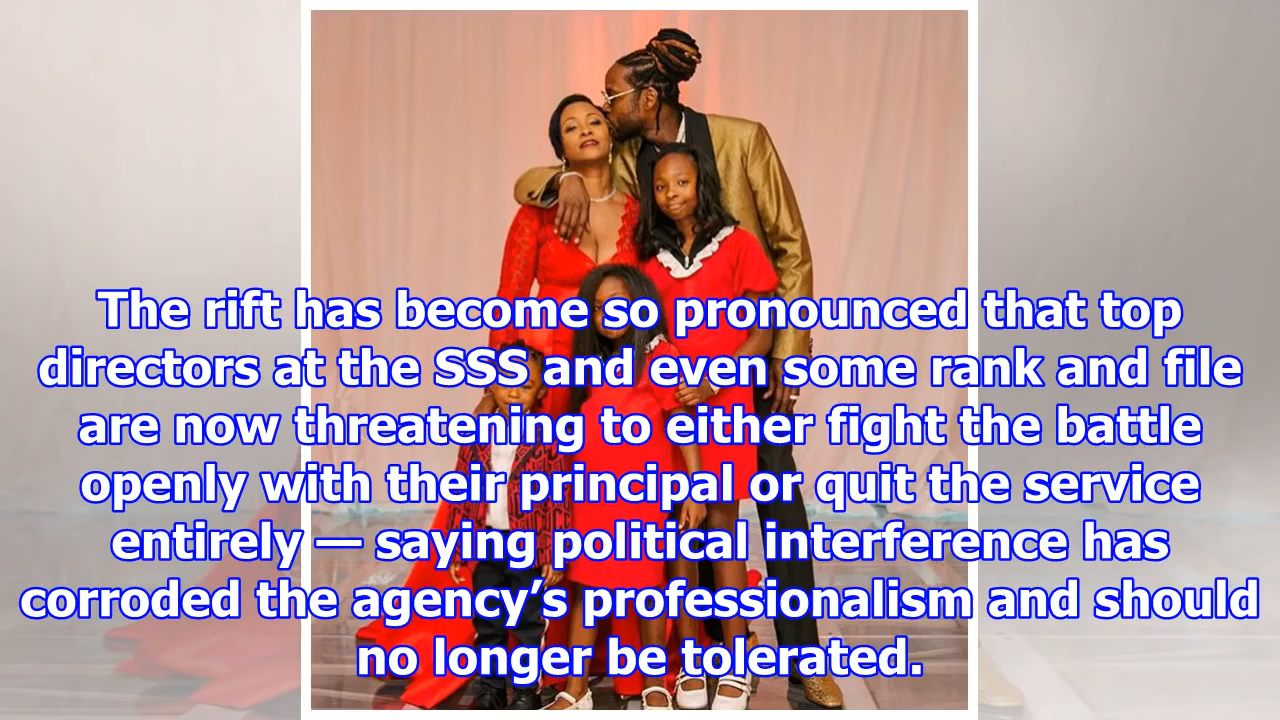 The rift has become so pronounced that top
directors at the SSS and even some rank and file
are now threatening to either fight the battle
openly with their principal or quit the service
entirely — saying political interference has
corroded the agency’s professionalism and should
no longer be tolerated.